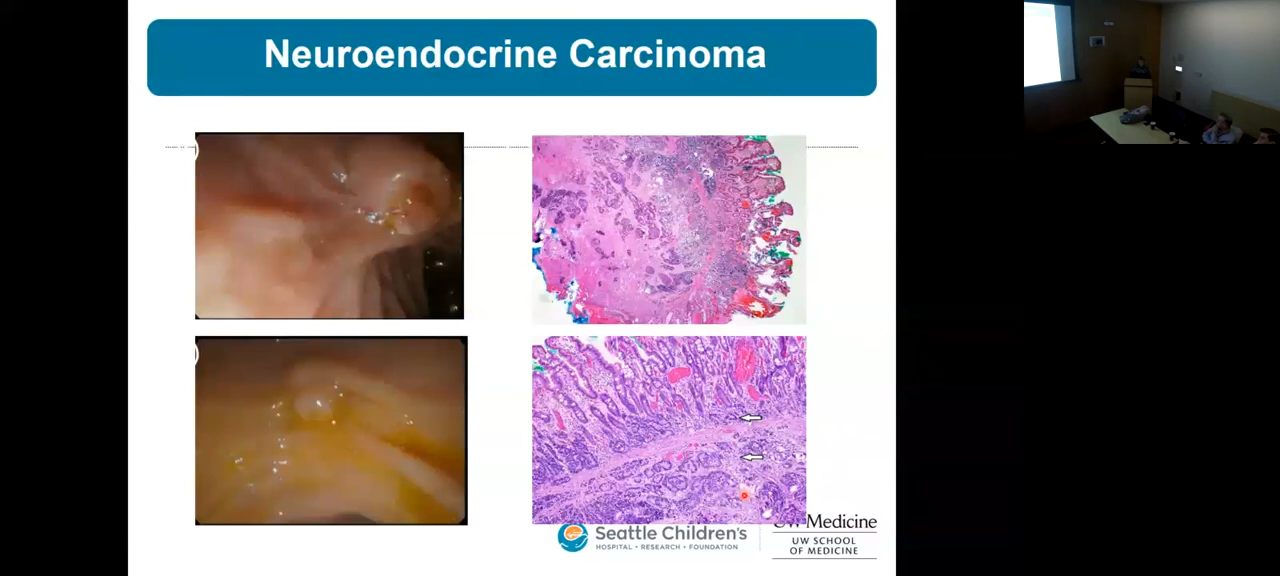 Neuroendocrine Carcinoma
Seattle Children's
HOSPITAL • RESEARCH • FOUNDATION
UW Medicine
UW SCHOOL
OF MEDICINE